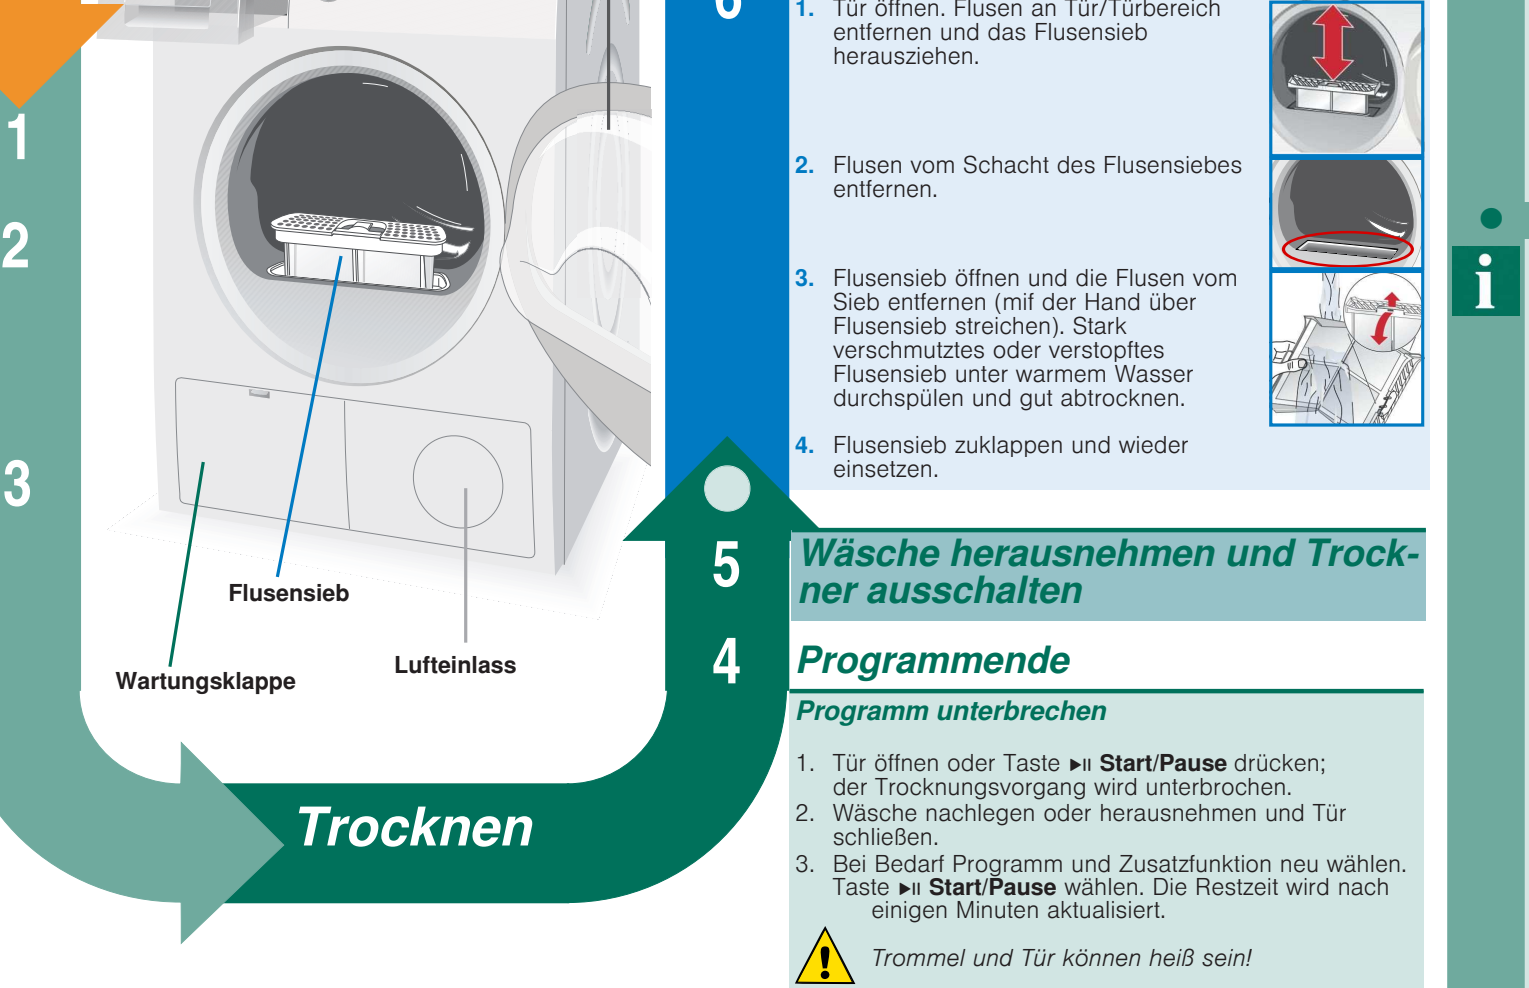 1
2
3
Flusensieb
Lufteinlass
Wartungsklappe
Trocknen
6
1. Tür öffnen. Flusen an Tür/Türbereich
entfernen und das Flusensieb
herausziehen.
2. Flusen vom Schacht des Flusensiebes
entfernen.
3. Flusensieb öffnen und die Flusen vom
Sieb entfernen (mif der Hand über
Flusensieb streichen). Stark
verschmutztes oder verstopftes
Flusensieb unter warmem Wasser
durchspülen und gut abtrocknen.
4. Flusensieb zuklappen und wieder
einsetzen.
5
Wäsche herausnehmen und Trock-
ner ausschalten
4
Programmende
Programm unterbrechen
1. Tür öffnen oder Taste ▶II Start/Pause drücken;
der Trocknungsvorgang wird unterbrochen.
2. Wäsche nachlegen oder herausnehmen und Tür
schließen.
3. Bei Bedarf Programm und Zusatzfunktion neu wählen.
Taste ▶II Start/Pause wählen. Die Restzeit wird nach
einigen Minuten aktualisiert.
! Trommel und Tür können heiß sein!
i